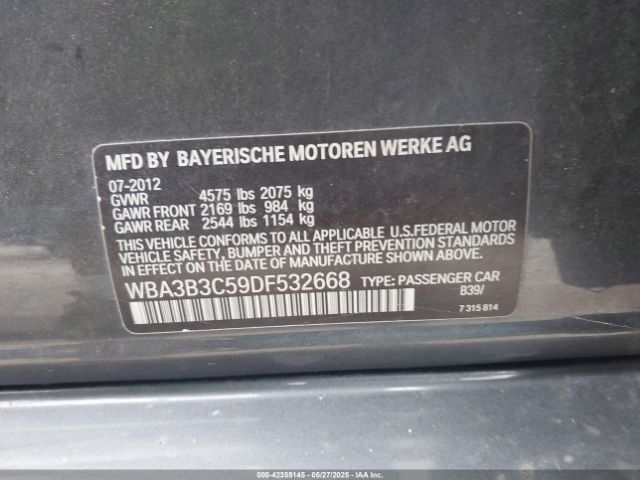 MFD BY BAYERISCHE MOTOREN WERKE AG
07-2012
GVWR 4575 lbs 2075 kg
GAWR FRONT 2169 lbs 984 kg
GAWR REAR 2544 lbs 1154 kg
THIS VEHICLE CONFORMS TO ALL APPLICABLE U.S.FEDERAL MOTOR
VEHICLE SAFETY, BUMPER AND THEFT PREVENTION STANDARDS
IN EFFECT ON THE DATE OF MANUFACTURE SHOWN ABOVE.
WBA3B3C59DF532668 TYPE: PASSENGER CAR
B39/
7 315 814
000-42355145 - 05/27/2025 - IAAI.COM